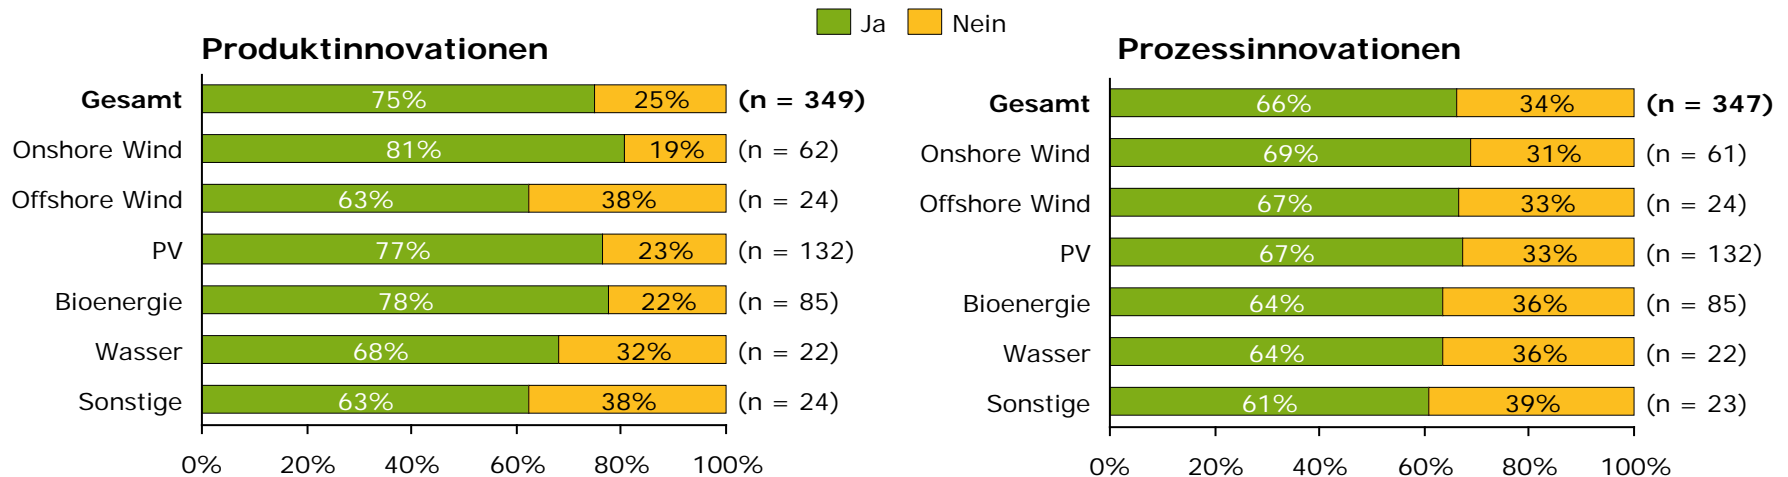 Ja Nein
Produktinnovationen
Gesamt 75% 25% (n = 349)
Onshore Wind 81% 19% (n = 62)
Offshore Wind 63% 38% (n = 24)
PV 77% 23% (n = 132)
Bioenergie 78% 22% (n = 85)
Wasser 68% 32% (n = 22)
Sonstige 63% 38% (n = 24)
0% 20% 40% 60% 80% 100%
Prozessinnovationen
Gesamt 66% 34% (n = 347)
Onshore Wind 69% 31% (n = 61)
Offshore Wind 67% 33% (n = 24)
PV 67% 33% (n = 132)
Bioenergie 64% 36% (n = 85)
Wasser 64% 36% (n = 22)
Sonstige 61% 39% (n = 23)
0% 20% 40% 60% 80% 100%